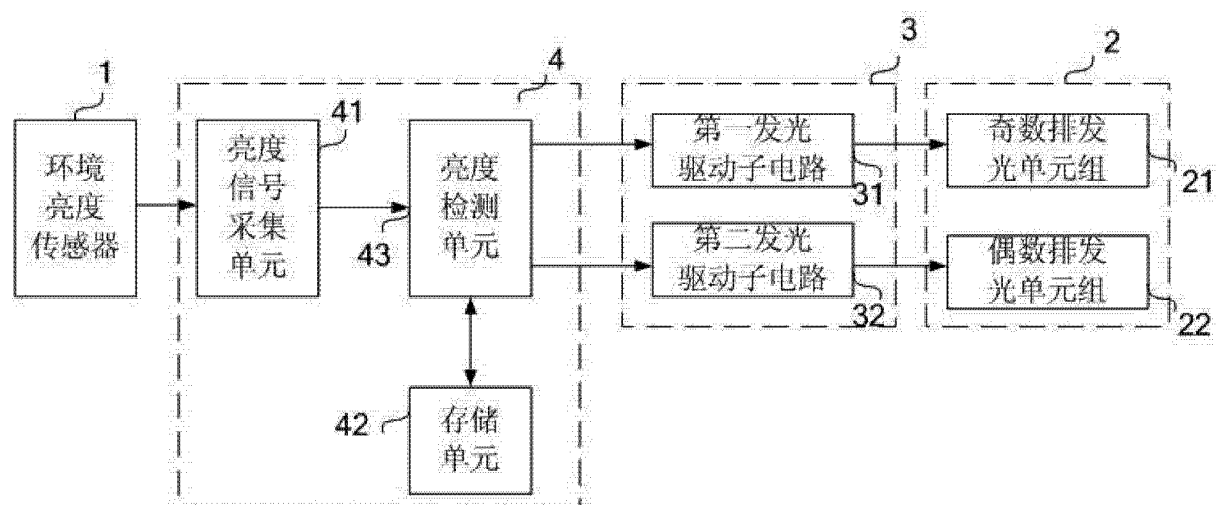 1
环境
亮度
传感器
4
41
亮度
信号
采集
单元
43
亮度
检测
单元
42
存储
单元
3
第一发光
驱动子电路
31
第二发光
驱动子电路
32
2
奇数排发
光单元组
21
偶数排发
光单元组
22